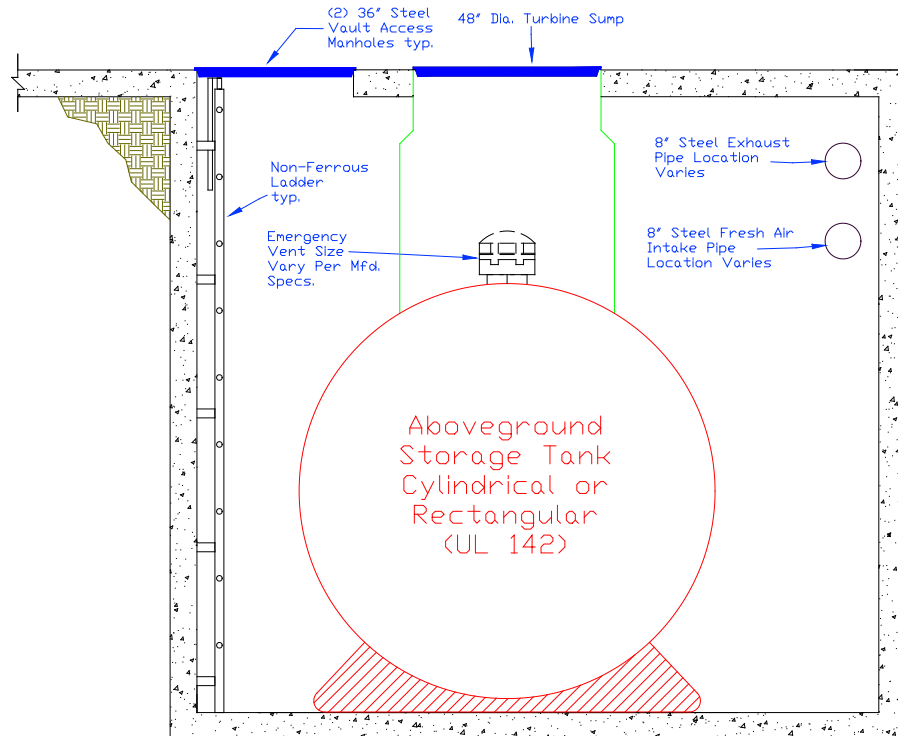 (2) 36" Steel
Vault Access
Manholes typ.
48" Dia. Turbine Sump
8" Steel Exhaust
Pipe Location
Varies
Non-Ferrous
Ladder
typ.
8" Steel Fresh Air
Intake Pipe
Location Varies
Emergency
Vent Size
Vary Per Mfd.
Specs.
Aboveground
Storage Tank
Cylindrical or
Rectangular
(UL 142)